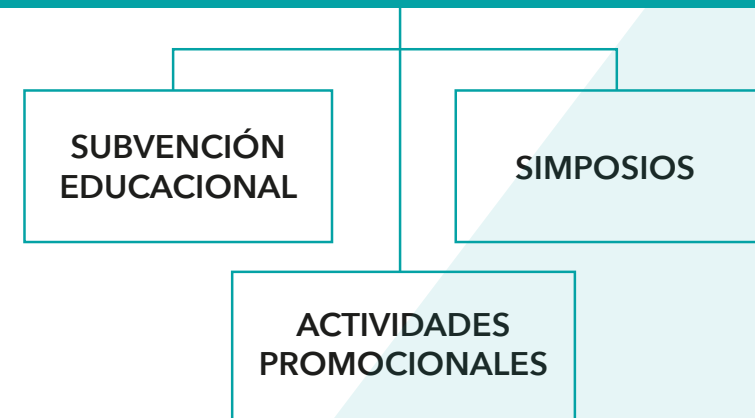 SUBVENCIÓN
EDUCACIONAL
SIMPOSIOS
ACTIVIDADES
PROMOCIONALES